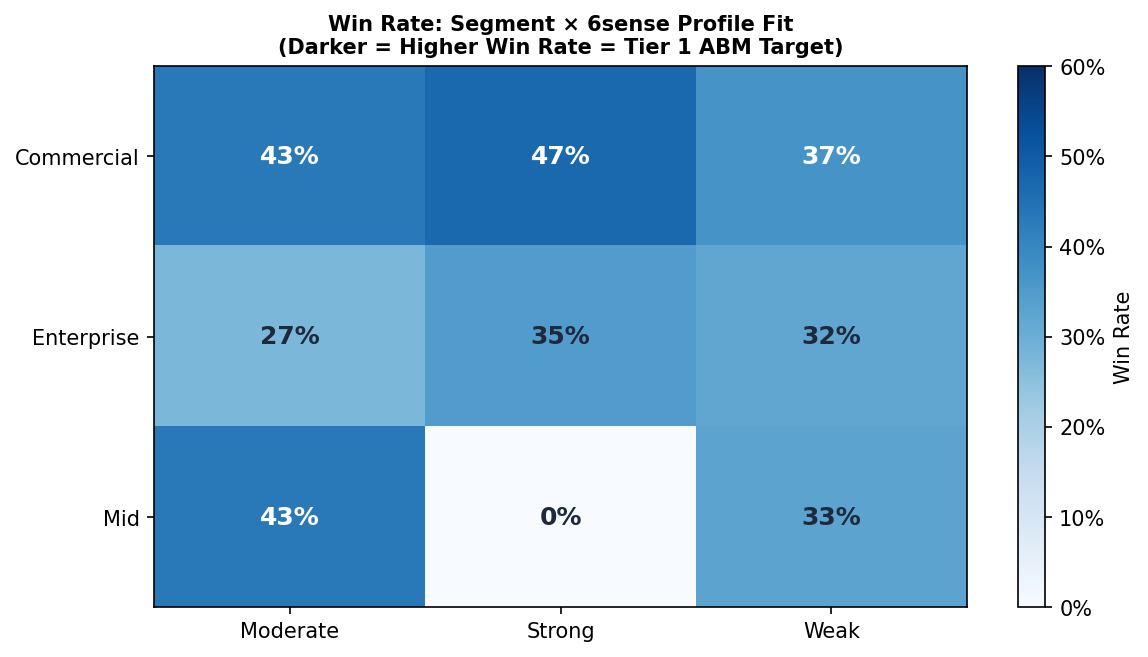 Win Rate: Segment × 6sense Profile Fit
(Darker = Higher Win Rate = Tier 1 ABM Target)
Commercial
43%
47%
37%
Enterprise
27%
35%
32%
Mid
43%
0%
33%
Moderate
Strong
Weak
60%
50%
40%
30%
20%
10%
0%
Win Rate